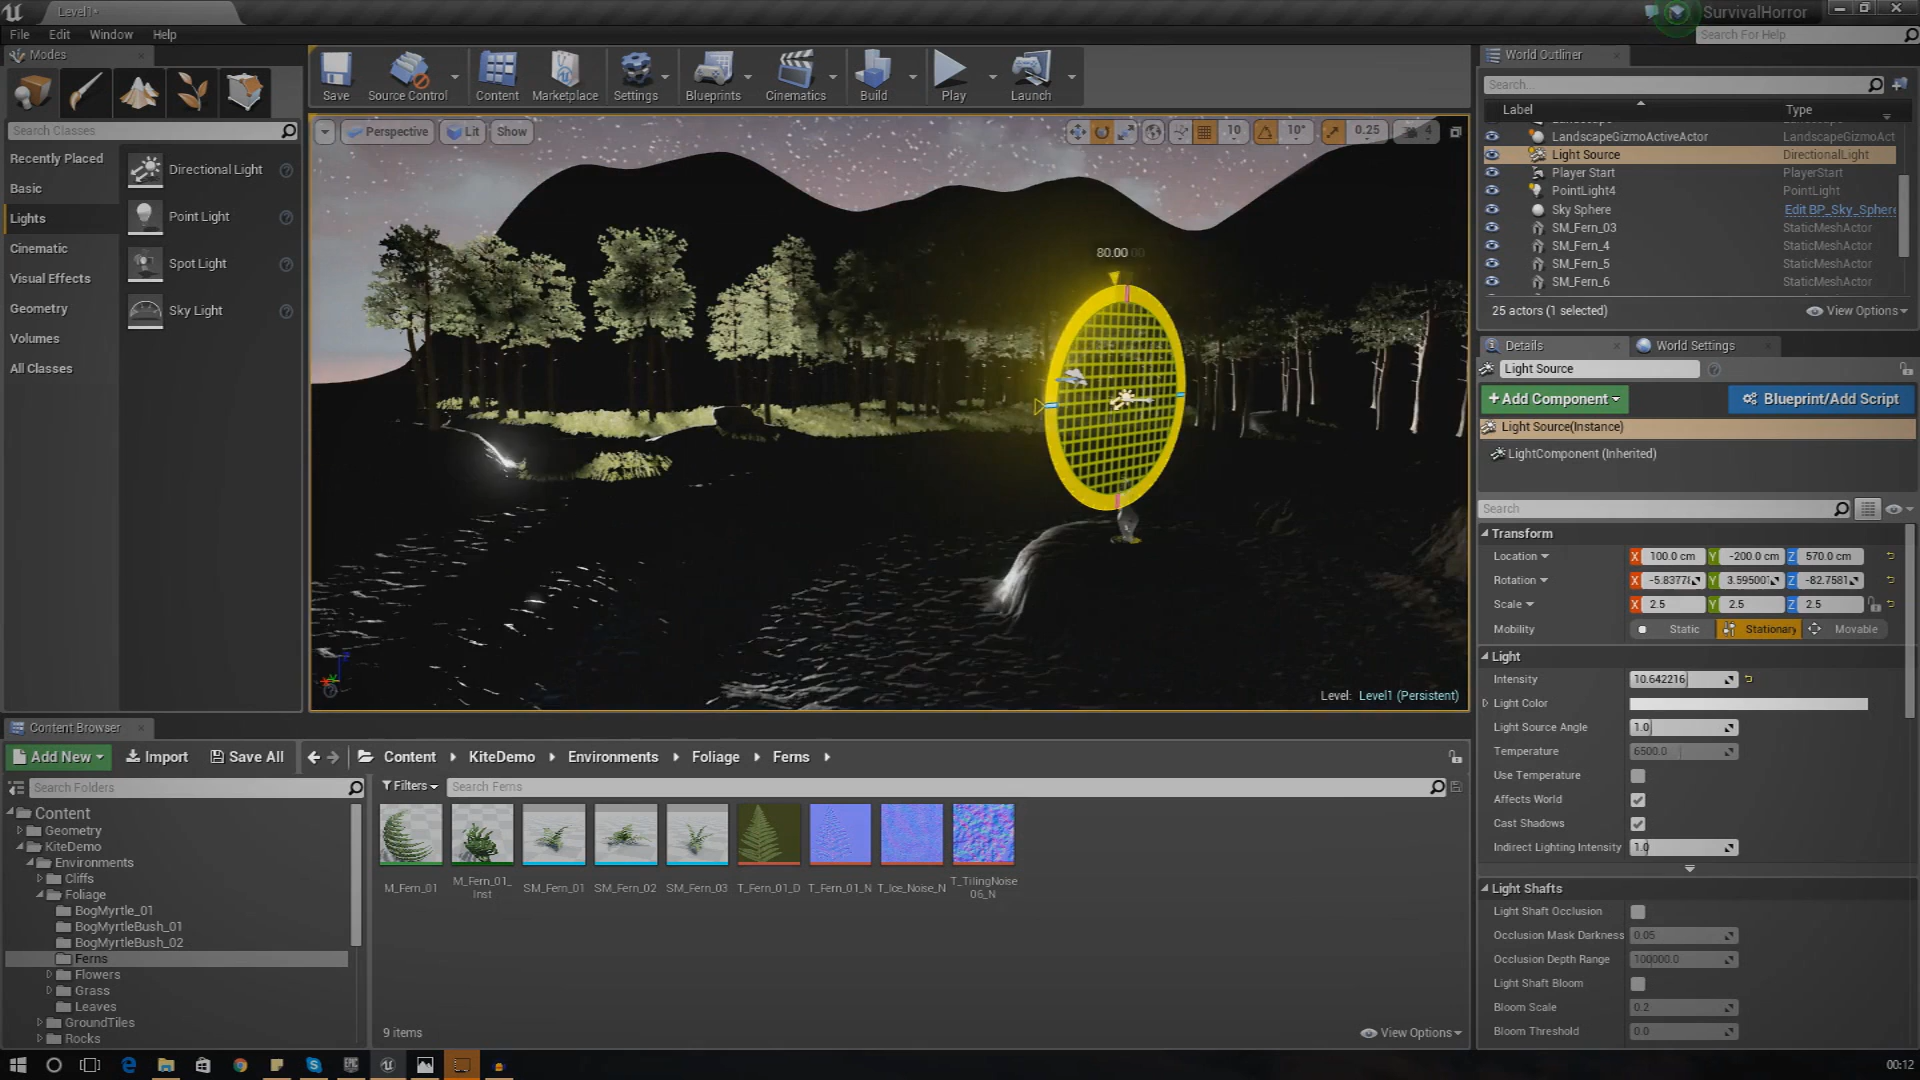 Level1*
SurvivalHorror
File Edit Window Help
Search For Help
Modes
Search Classes
Recently Placed
Basic
Lights
Cinematic
Visual Effects
Geometry
Volumes
All Classes
Directional Light
Point Light
Spot Light
Sky Light
Save
Source Control
Content
Marketplace
Settings
Blueprints
Cinematics
Build
Play
Launch
Perspective Lit Show
10 10° 0.25 4
80.00
Level: Level1 (Persistent)
World Outliner
Search...
Label Type
LandscapeGizmoActiveActor LandscapeGizmoAct
Light Source DirectionalLight
Player Start PlayerStart
PointLight4 PointLight
Sky Sphere Edit BP_Sky_Sphere
SM_Fern_03 StaticMeshActor
SM_Fern_4 StaticMeshActor
SM_Fern_5 StaticMeshActor
SM_Fern_6 StaticMeshActor
25 actors (1 selected) View Options
Details World Settings
Light Source
+Add Component Blueprint/Add Script
Light Source(Instance)
LightComponent (Inherited)
Search
Transform
Location X 100.0 cm Y -200.0 cm Z 570.0 cm
Rotation X -5.8377 Y 3.59500 Z -82.7581
Scale X 2.5 Y 2.5 Z 2.5
Mobility Static Stationary Movable
Light
Intensity 10.642216
Light Color
Light Source Angle 1.0
Temperature 6500.0
Use Temperature
Affects World
Cast Shadows
Indirect Lighting Intensity 1.0
Light Shafts
Light Shaft Occlusion
Occlusion Mask Darkness 0.05
Occlusion Depth Range 100000.0
Light Shaft Bloom
Bloom Scale 0.2
Bloom Threshold 0.0
Content Browser
Add New Import Save All Content KiteDemo Environments Foliage Ferns
Search Folders
Content
Geometry
KiteDemo
Environments
Cliffs
Foliage
BogMyrtle_01
BogMyrtleBush_01
BogMyrtleBush_02
Ferns
Flowers
Grass
Leaves
GroundTiles
Rocks
Filters Search Ferns
M_Fern_01
M_Fern_01_Inst
SM_Fern_01
SM_Fern_02
SM_Fern_03
T_Fern_01_D
T_Fern_01_N
T_Ice_Noise_N
T_TilingNoise06_N
9 items View Options
00:12